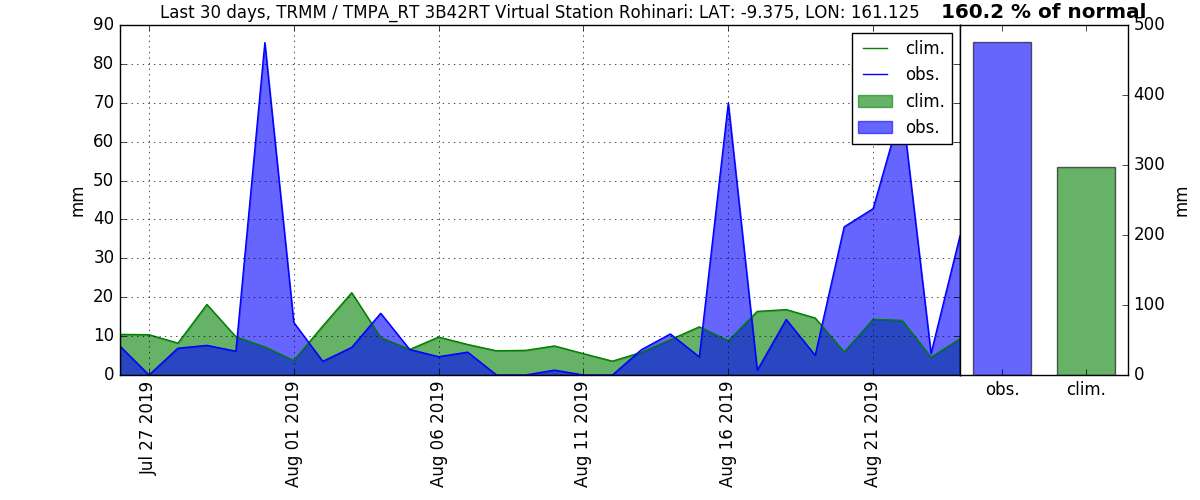 Last 30 days, TRMM / TMPA_RT 3B42RT Virtual Station Rohinari: LAT: -9.375, LON: 161.125
160.2 % of normal
90
80
70
60
50
40
30
20
10
0
mm
clim.
obs.
clim.
obs.
Jul 27 2019
Aug 01 2019
Aug 06 2019
Aug 11 2019
Aug 16 2019
Aug 21 2019
500
400
300
200
100
0
mm
obs.
clim.